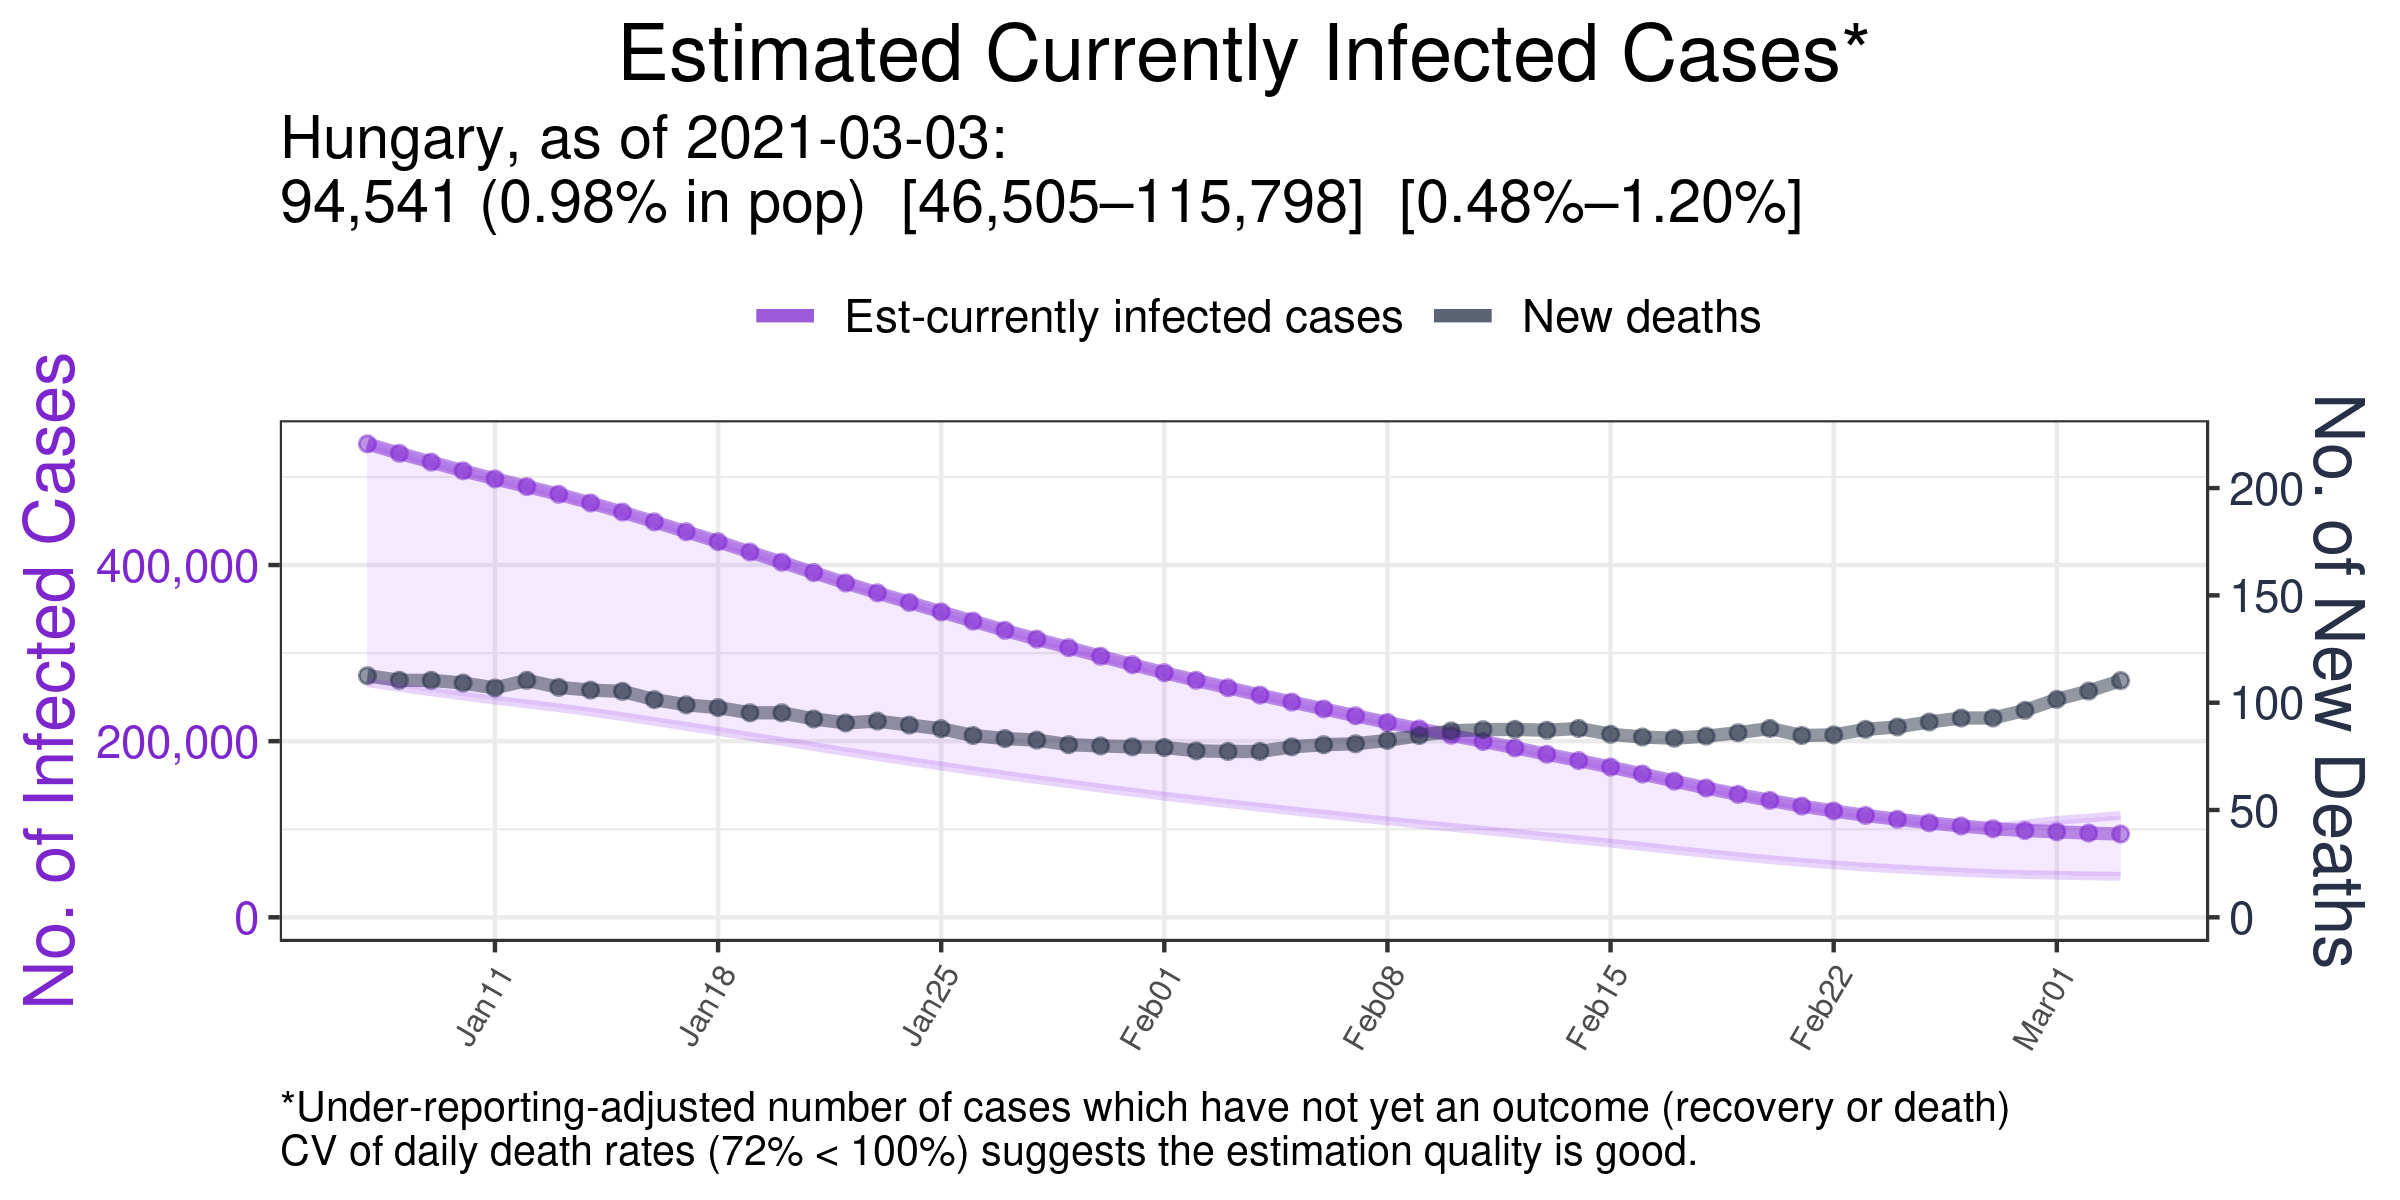 Estimated Currently Infected Cases*
Hungary, as of 2021-03-03:
94,541 (0.98% in pop)  [46,505–115,798]  [0.48%–1.20%]
Est-currently infected cases
New deaths
No. of Infected Cases
400,000
200,000
0
200
150
100
50
0
No. of New Deaths
Jan11
Jan18
Jan25
Feb01
Feb08
Feb15
Feb22
Mar01
*Under-reporting-adjusted number of cases which have not yet an outcome (recovery or death)
CV of daily death rates (72% < 100%) suggests the estimation quality is good.